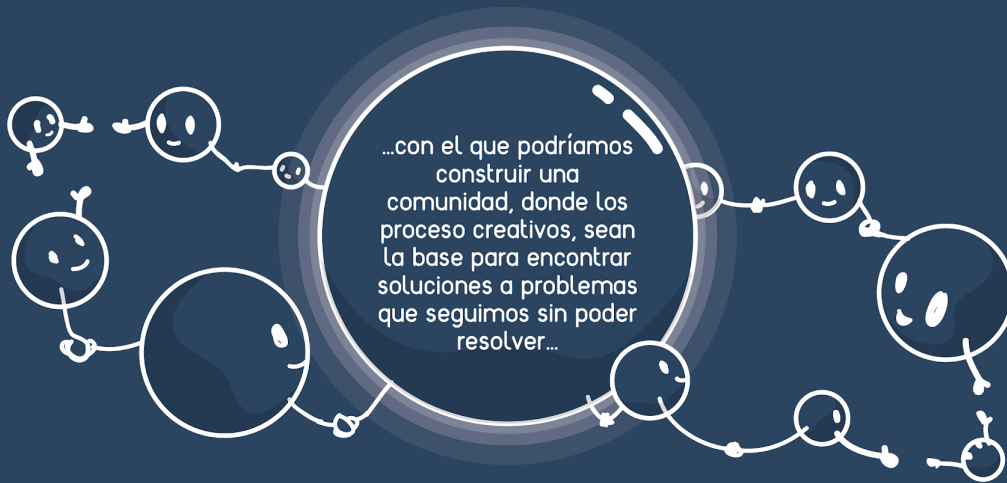 ...con el que podríamos
construir una
comunidad, donde los
proceso creativos, sean
la base para encontrar
soluciones a problemas
que seguimos sin poder
resolver...